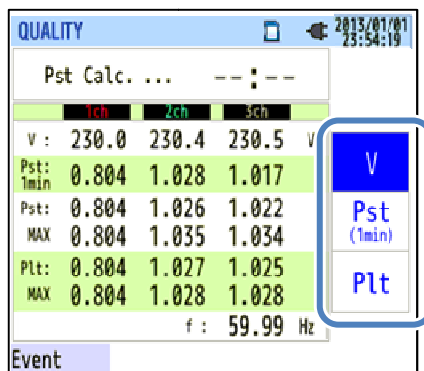 QUALITY 2013/01/01
23:54:19
Pst Calc. ... --:--
1ch 2ch 3ch
V: 230.0 230.4 230.5 V
Pst: 1min 0.804 1.028 1.017
Pst: 0.804 1.026 1.022
MAX 0.804 1.035 1.034
Plt: 0.804 1.027 1.025
MAX 0.804 1.028 1.028
f: 59.99 Hz
V
Pst
(1min)
Plt
Event